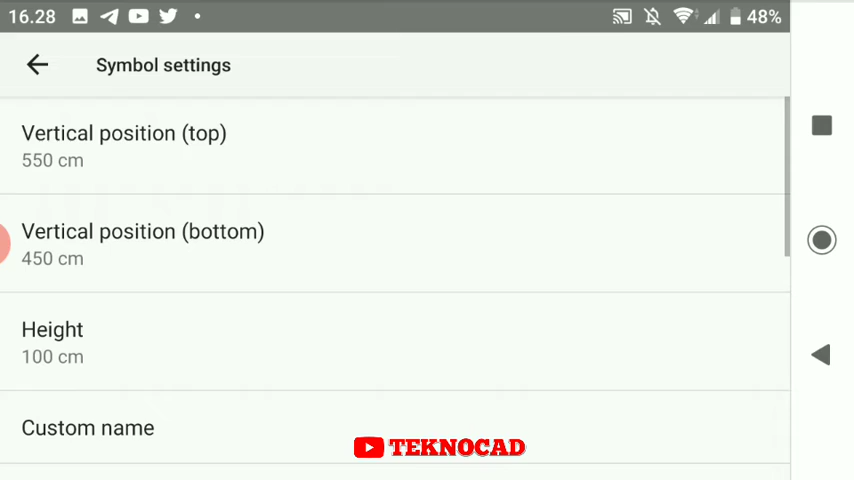 16.28
48%
Symbol settings
Vertical position (top)
550 cm
Vertical position (bottom)
450 cm
Height
100 cm
Custom name
TEKNOCAD